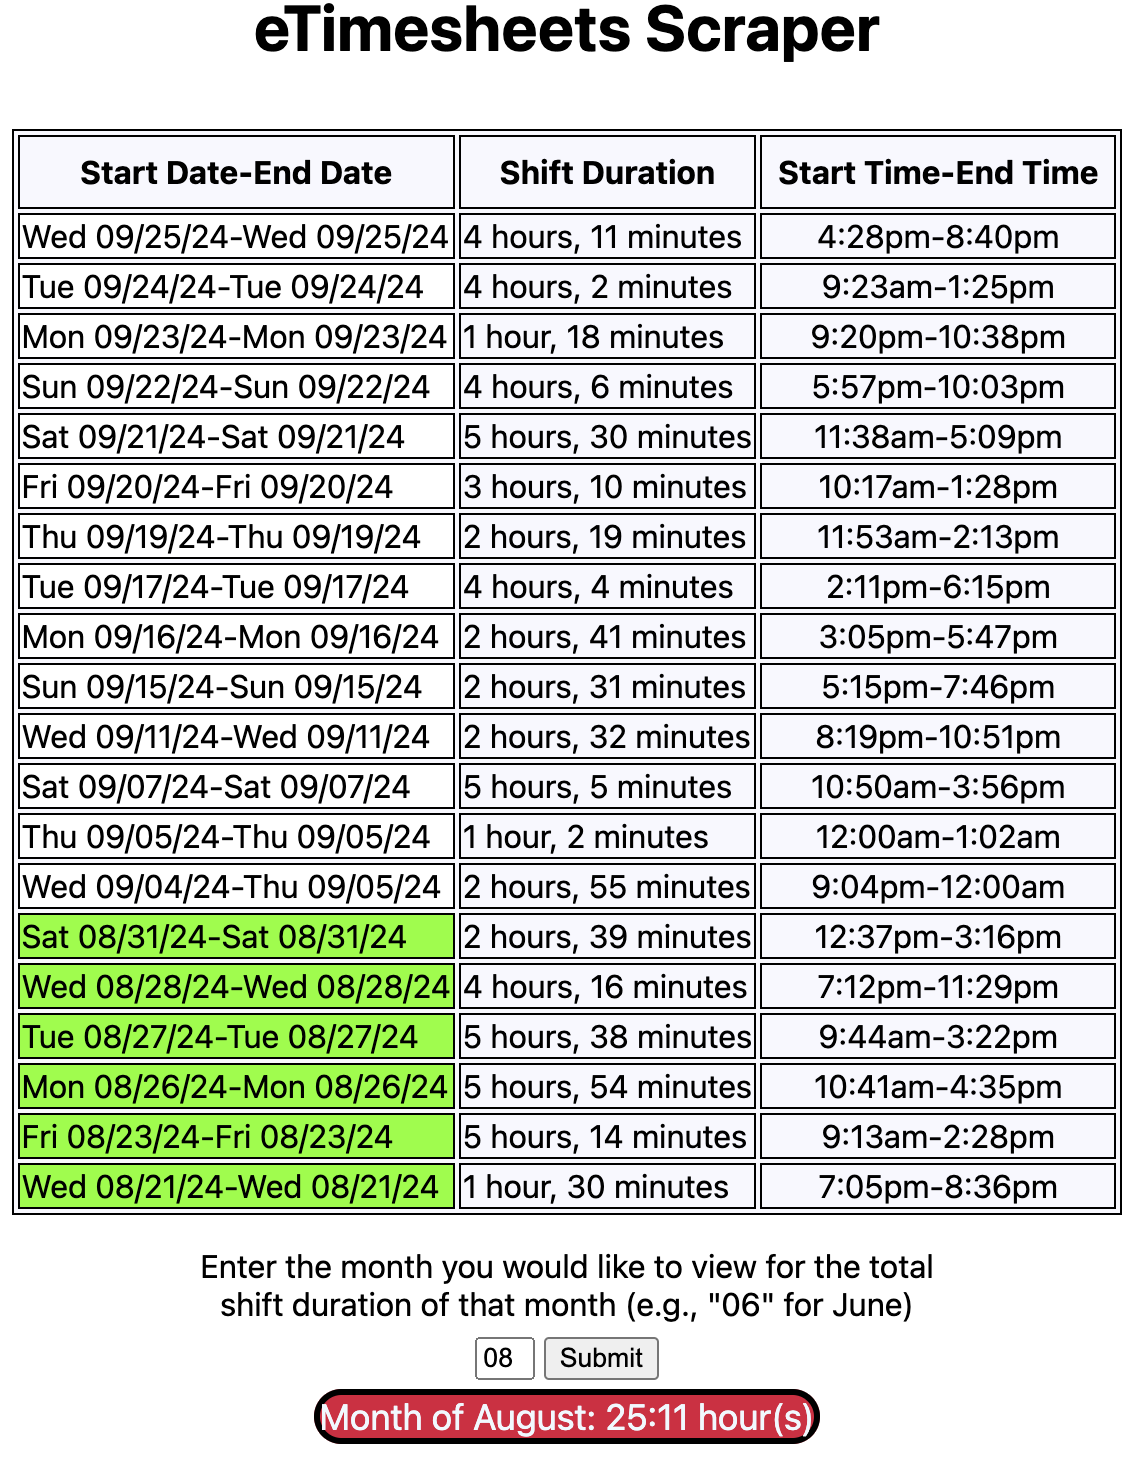 eTimesheets Scraper
Start Date-End Date Shift Duration Start Time-End Time
Wed 09/25/24-Wed 09/25/24 4 hours, 11 minutes 4:28pm-8:40pm
Tue 09/24/24-Tue 09/24/24 4 hours, 2 minutes 9:23am-1:25pm
Mon 09/23/24-Mon 09/23/24 1 hour, 18 minutes 9:20pm-10:38pm
Sun 09/22/24-Sun 09/22/24 4 hours, 6 minutes 5:57pm-10:03pm
Sat 09/21/24-Sat 09/21/24 5 hours, 30 minutes 11:38am-5:09pm
Fri 09/20/24-Fri 09/20/24 3 hours, 10 minutes 10:17am-1:28pm
Thu 09/19/24-Thu 09/19/24 2 hours, 19 minutes 11:53am-2:13pm
Tue 09/17/24-Tue 09/17/24 4 hours, 4 minutes 2:11pm-6:15pm
Mon 09/16/24-Mon 09/16/24 2 hours, 41 minutes 3:05pm-5:47pm
Sun 09/15/24-Sun 09/15/24 2 hours, 31 minutes 5:15pm-7:46pm
Wed 09/11/24-Wed 09/11/24 2 hours, 32 minutes 8:19pm-10:51pm
Sat 09/07/24-Sat 09/07/24 5 hours, 5 minutes 10:50am-3:56pm
Thu 09/05/24-Thu 09/05/24 1 hour, 2 minutes 12:00am-1:02am
Wed 09/04/24-Thu 09/05/24 2 hours, 55 minutes 9:04pm-12:00am
Sat 08/31/24-Sat 08/31/24 2 hours, 39 minutes 12:37pm-3:16pm
Wed 08/28/24-Wed 08/28/24 4 hours, 16 minutes 7:12pm-11:29pm
Tue 08/27/24-Tue 08/27/24 5 hours, 38 minutes 9:44am-3:22pm
Mon 08/26/24-Mon 08/26/24 5 hours, 54 minutes 10:41am-4:35pm
Fri 08/23/24-Fri 08/23/24 5 hours, 14 minutes 9:13am-2:28pm
Wed 08/21/24-Wed 08/21/24 1 hour, 30 minutes 7:05pm-8:36pm
Enter the month you would like to view for the total
shift duration of that month (e.g., "06" for June)
08 Submit
Month of August: 25:11 hour(s)